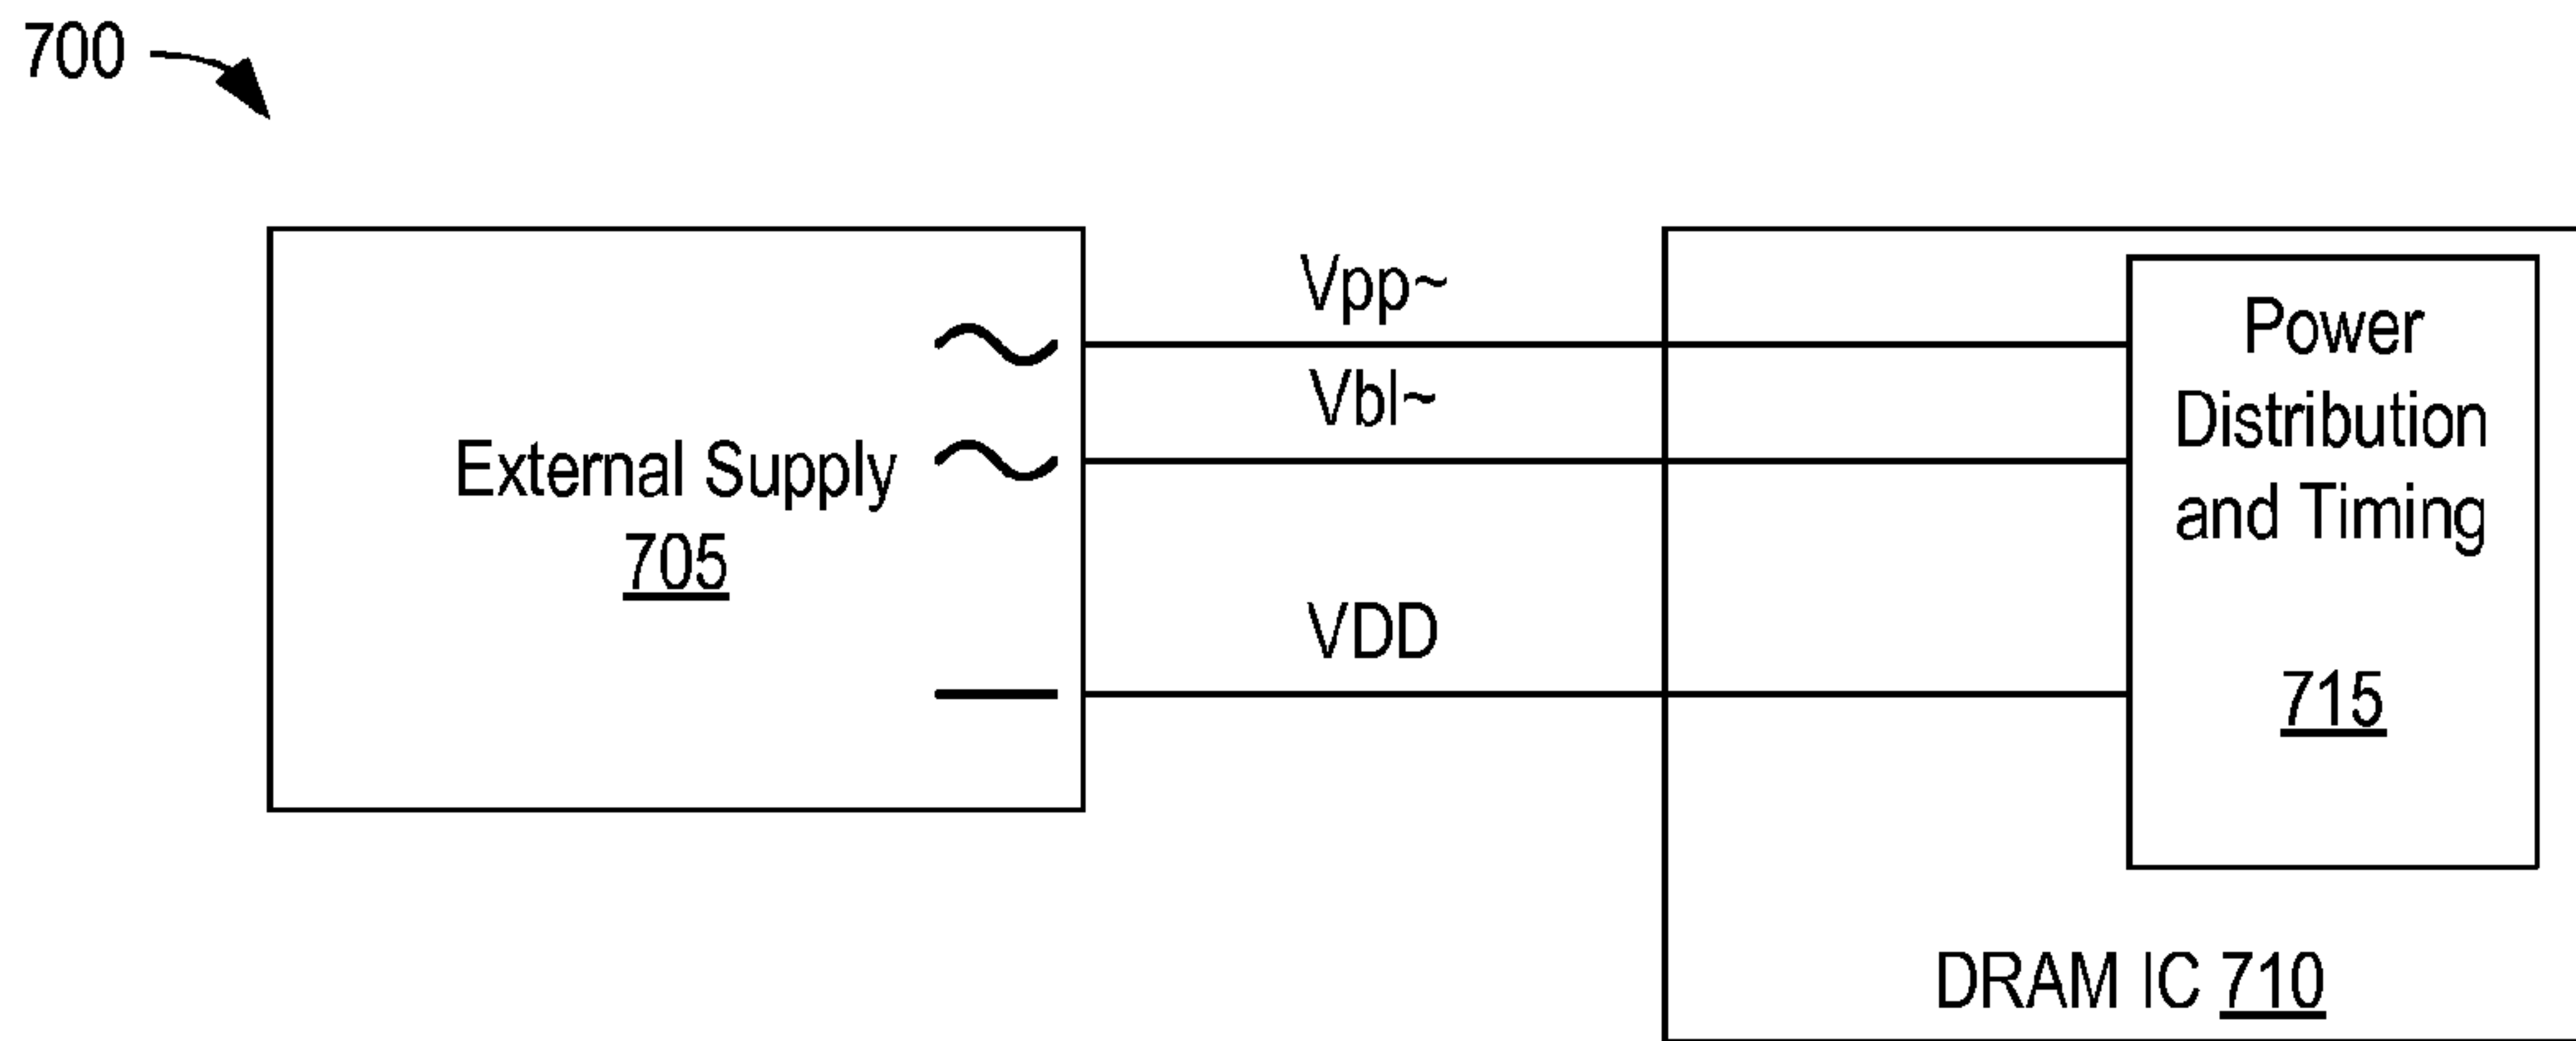 700
Vpp~
Vbl~
External Supply
705
VDD
Power
Distribution
and Timing
715
DRAM IC 710